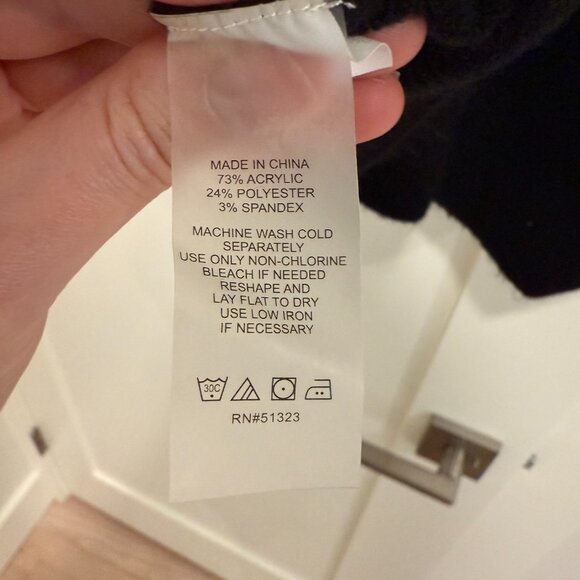 MADE IN CHINA
73% ACRYLIC
24% POLYESTER
3% SPANDEX
MACHINE WASH COLD
SEPARATELY
USE ONLY NON-CHLORINE
BLEACH IF NEEDED
RESHAPE AND
LAY FLAT TO DRY
USE LOW IRON
IF NECESSARY
30C
RN#51323